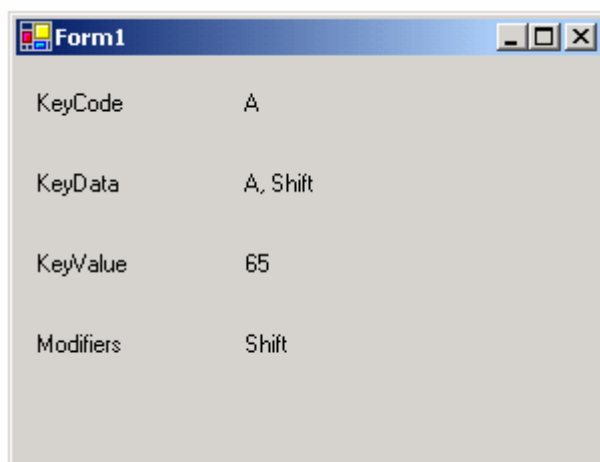 Form1
KeyCode A
KeyData A, Shift
KeyValue 65
Modifiers Shift